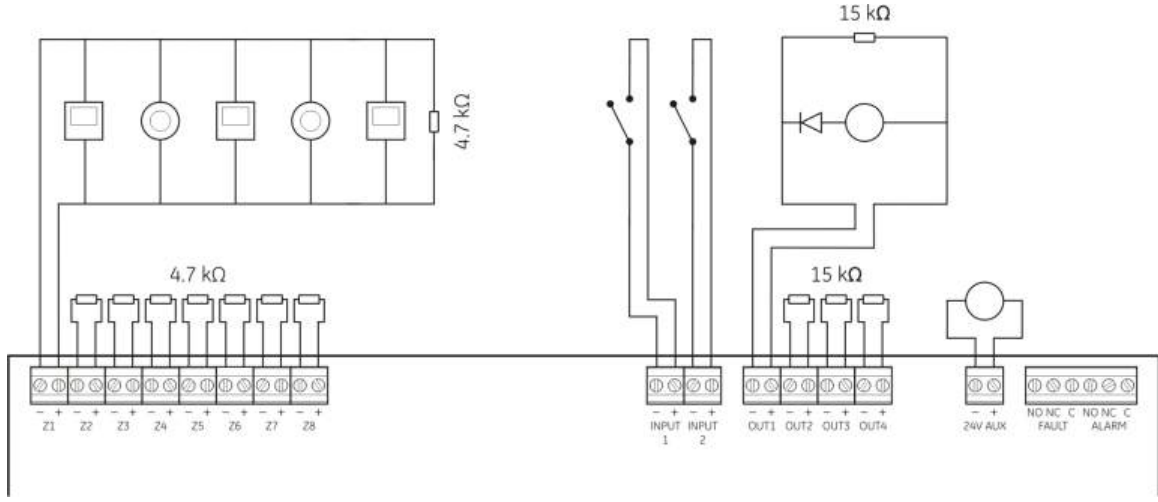 15 kΩ
4.7 kΩ
4.7 kΩ
15 kΩ
− + − + − + − + − + − + − + − + − + − + − + − + − + − + − + NO NC C NO NC C
Z1 Z2 Z3 Z4 Z5 Z6 Z7 Z8 INPUT INPUT OUT1 OUT2 OUT3 OUT4 24V AUX FAULT ALARM
1 2